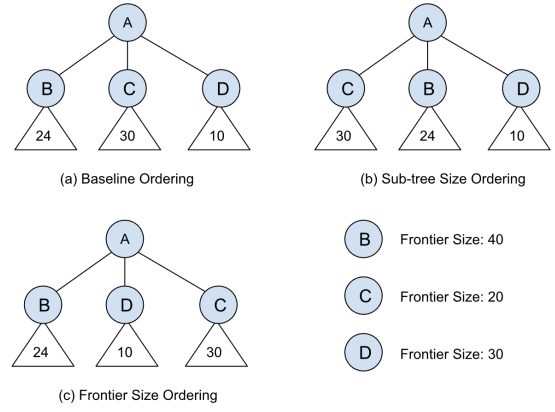 A
B C D
24 30 10
(a) Baseline Ordering
A
C B D
30 24 10
(b) Sub-tree Size Ordering
A
B D C
24 10 30
(c) Frontier Size Ordering
B Frontier Size: 40
C Frontier Size: 20
D Frontier Size: 30